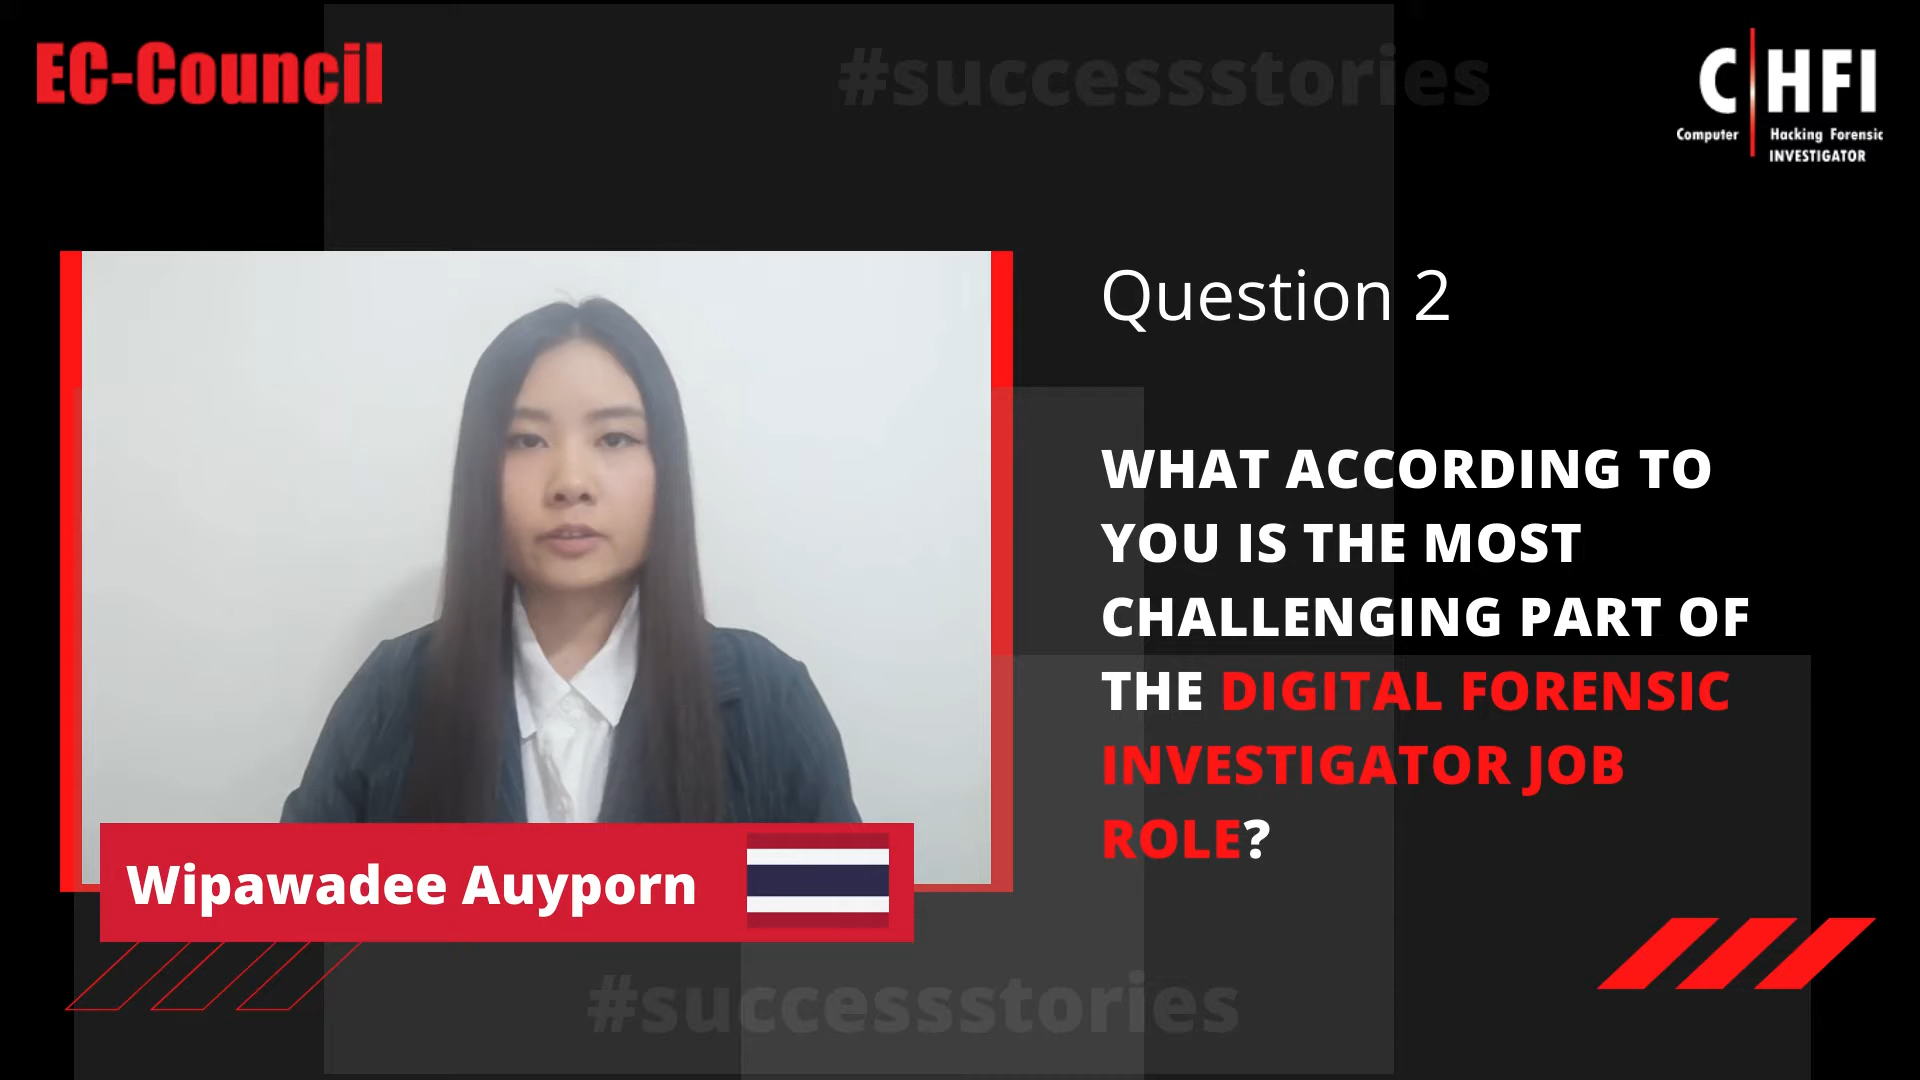 EC-Council
#successstories
C HFI
Computer Hacking Forensic
INVESTIGATOR
Question 2
WHAT ACCORDING TO
YOU IS THE MOST
CHALLENGING PART OF
THE DIGITAL FORENSIC
INVESTIGATOR JOB
ROLE?
Wipawadee Auyporn
#successstories